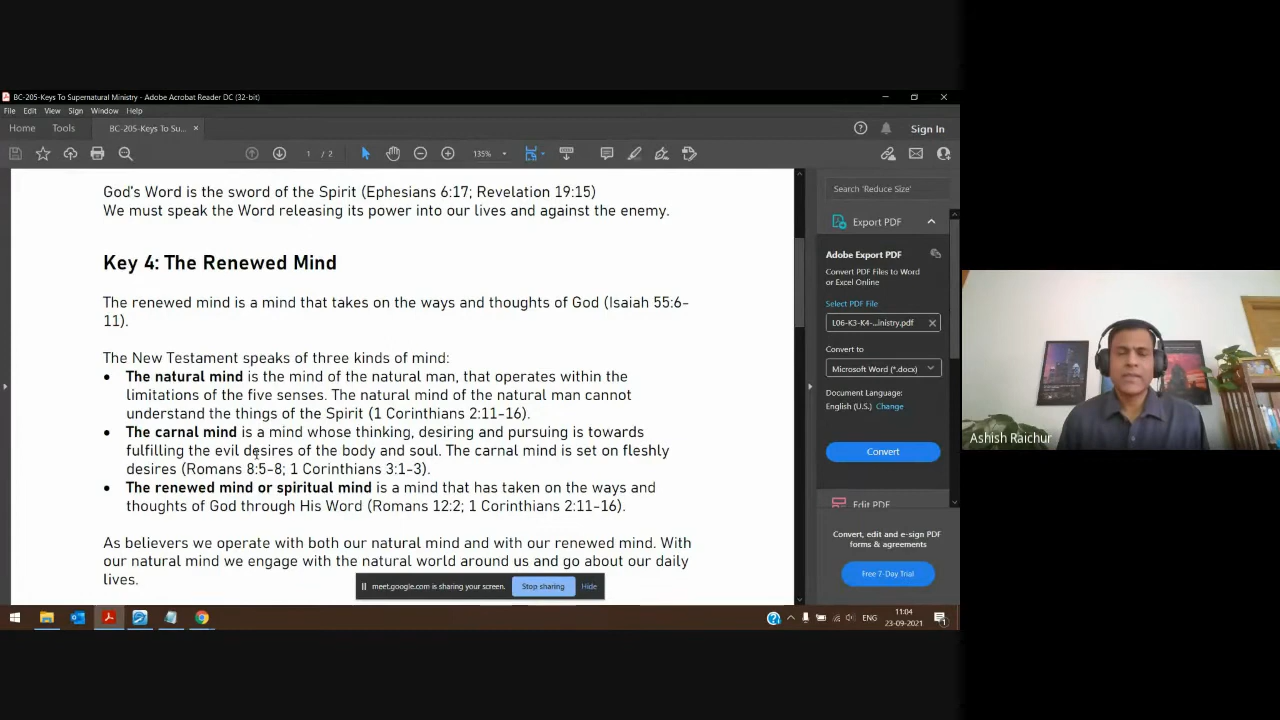 BC-205-Keys To Supernatural Ministry - Adobe Acrobat Reader DC (32-bit)
File Edit View Sign Window Help
Home Tools BC-205-Keys To Su... × Sign In
1 / 2 135%
God's Word is the sword of the Spirit (Ephesians 6:17; Revelation 19:15)
We must speak the Word releasing its power into our lives and against the enemy.
Key 4: The Renewed Mind
The renewed mind is a mind that takes on the ways and thoughts of God (Isaiah 55:6-
11).
The New Testament speaks of three kinds of mind:
• The natural mind is the mind of the natural man, that operates within the
limitations of the five senses. The natural mind of the natural man cannot
understand the things of the Spirit (1 Corinthians 2:11-16).
• The carnal mind is a mind whose thinking, desiring and pursuing is towards
fulfilling the evil desires of the body and soul. The carnal mind is set on fleshly
desires (Romans 8:5-8; 1 Corinthians 3:1-3).
• The renewed mind or spiritual mind is a mind that has taken on the ways and
thoughts of God through His Word (Romans 12:2; 1 Corinthians 2:11-16).
As believers we operate with both our natural mind and with our renewed mind. With
our natural mind we engage with the natural world around us and go about our daily
lives.
meet.google.com is sharing your screen. Stop sharing Hide
Search 'Reduce Size'
Export PDF
Adobe Export PDF
Convert PDF Files to Word
or Excel Online
Select PDF File
L06-K3-K4-...inistry.pdf
Convert to
Microsoft Word (*.docx)
Document Language:
English (U.S.) Change
Convert
Edit PDF
Convert, edit and e-sign PDF
forms & agreements
Free 7-Day Trial
ENG
11:04
23-09-2021
Ashish Raichur